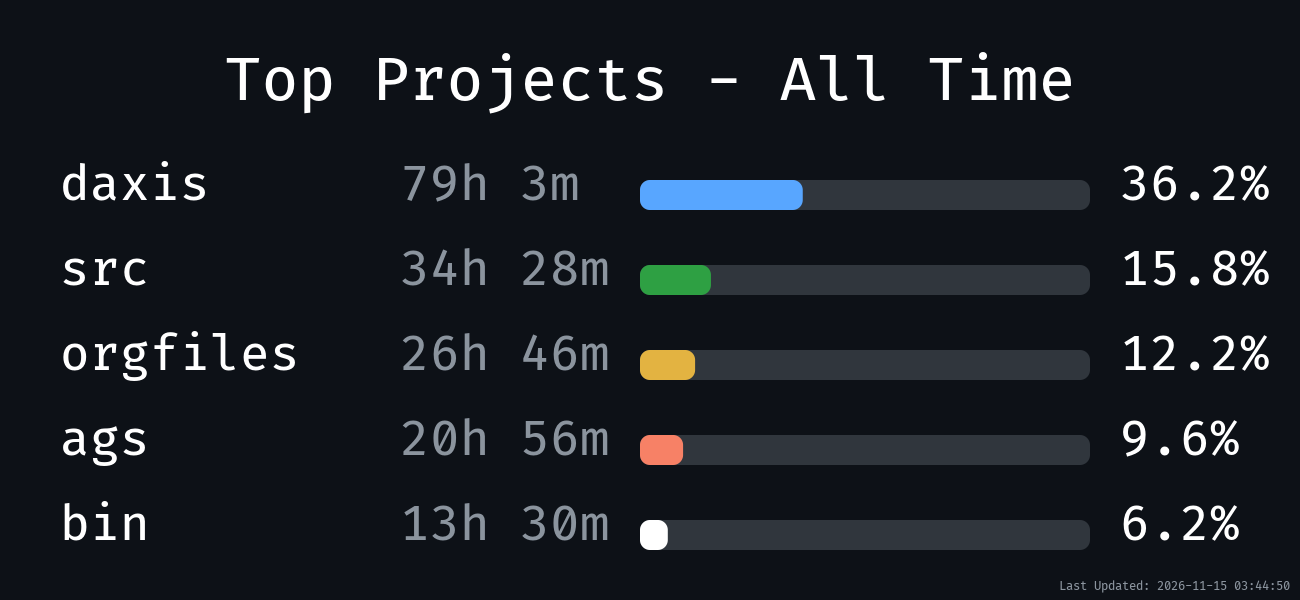 Top Projects - All Time
daxis 79h 3m 36.2%
src 34h 28m 15.8%
orgfiles 26h 46m 12.2%
ags 20h 56m 9.6%
bin 13h 30m 6.2%
Last Updated: 2026-11-15 03:44:50